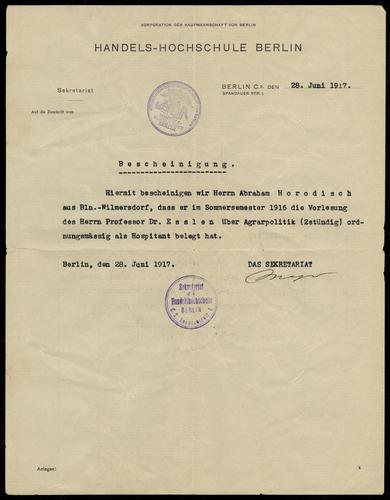 KORPORATION DER KAUFMANNSCHAFT VON BERLIN
HANDELS-HOCHSCHULE BERLIN
Sekretariat
BERLIN C2, DEN 28. Juni 1917.
SPANDAUER STR. 1.
Auf die Zuschrift vom
Bescheinigung.
Hiermit bescheinigen wir Herrn Abraham Horodisch
aus Bln.-Wilmersdorf, dass er im Sommersemester 1916 die Vorlesung
des Herrn Professor Dr. Esslen über Agrarpolitik (2stündig) ord-
nungsmässig als Hospitant belegt hat.
Berlin, den 28. Juni 1917.
DAS SEKRETARIAT
Sekretariat
Handelshochschule
BERLIN
Anlagen: